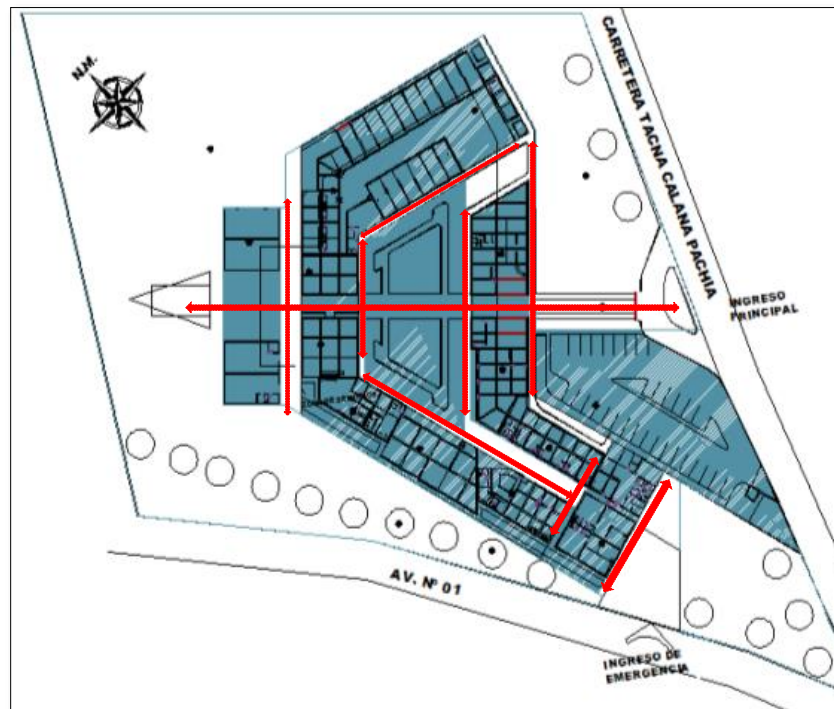 N.M.
CARRETERA TACNA CALANA PACHIA
INGRESO
PRINCIPAL
AV. Nº 01
INGRESO DE
EMERGENCIA